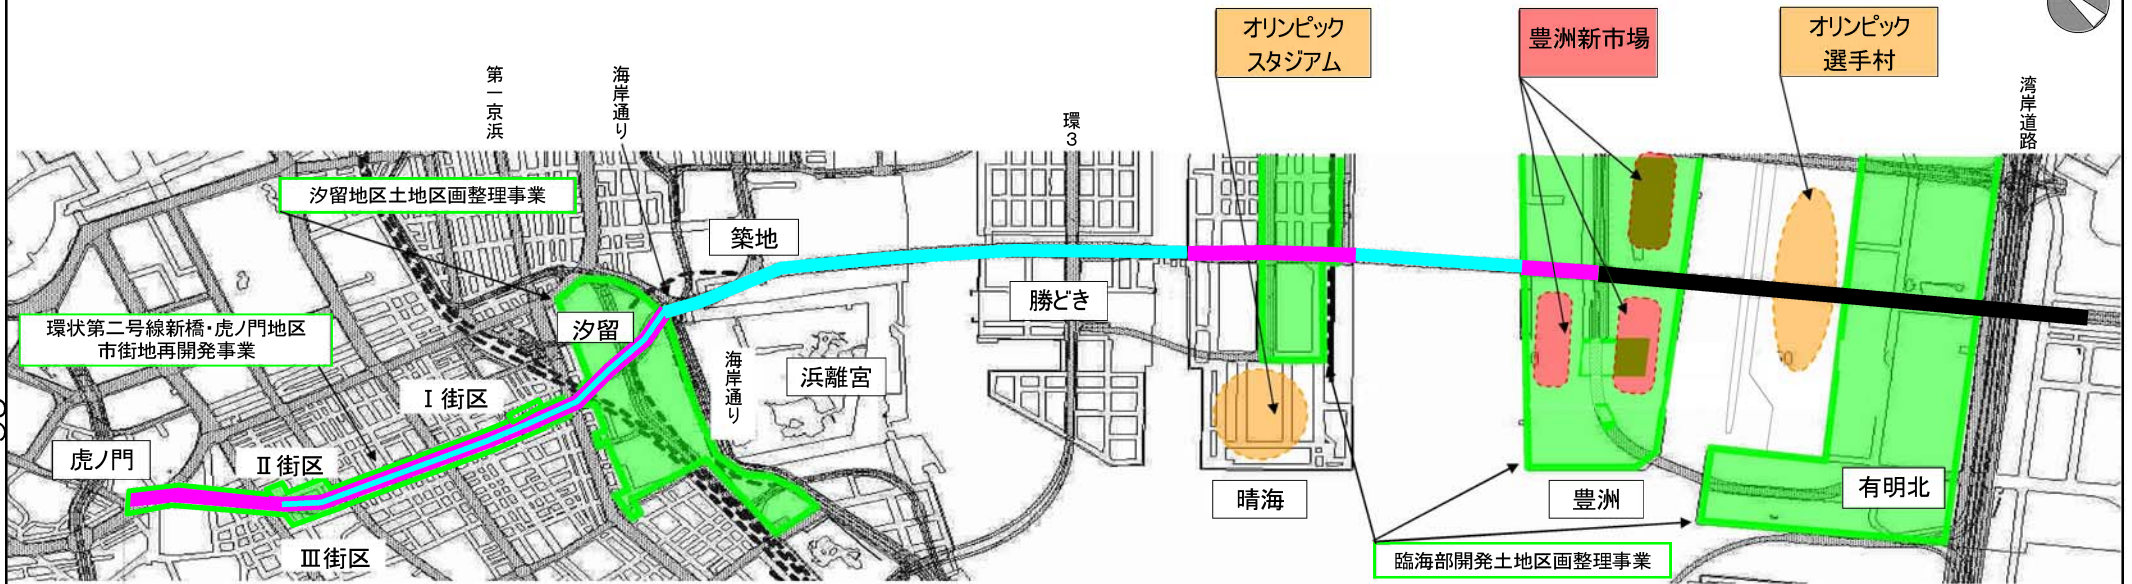 オリンピック
スタジアム
豊洲新市場
オリンピック
選手村
第一京浜
海岸通り
環3
湾岸道路
汐留地区土地区画整理事業
築地
環状第二号線新橋・虎ノ門地区
市街地再開発事業
汐留
勝どき
海岸通り
浜離宮
Ⅰ街区
虎ノ門
Ⅱ街区
Ⅲ街区
晴海
豊洲
有明北
臨海部開発土地区画整理事業